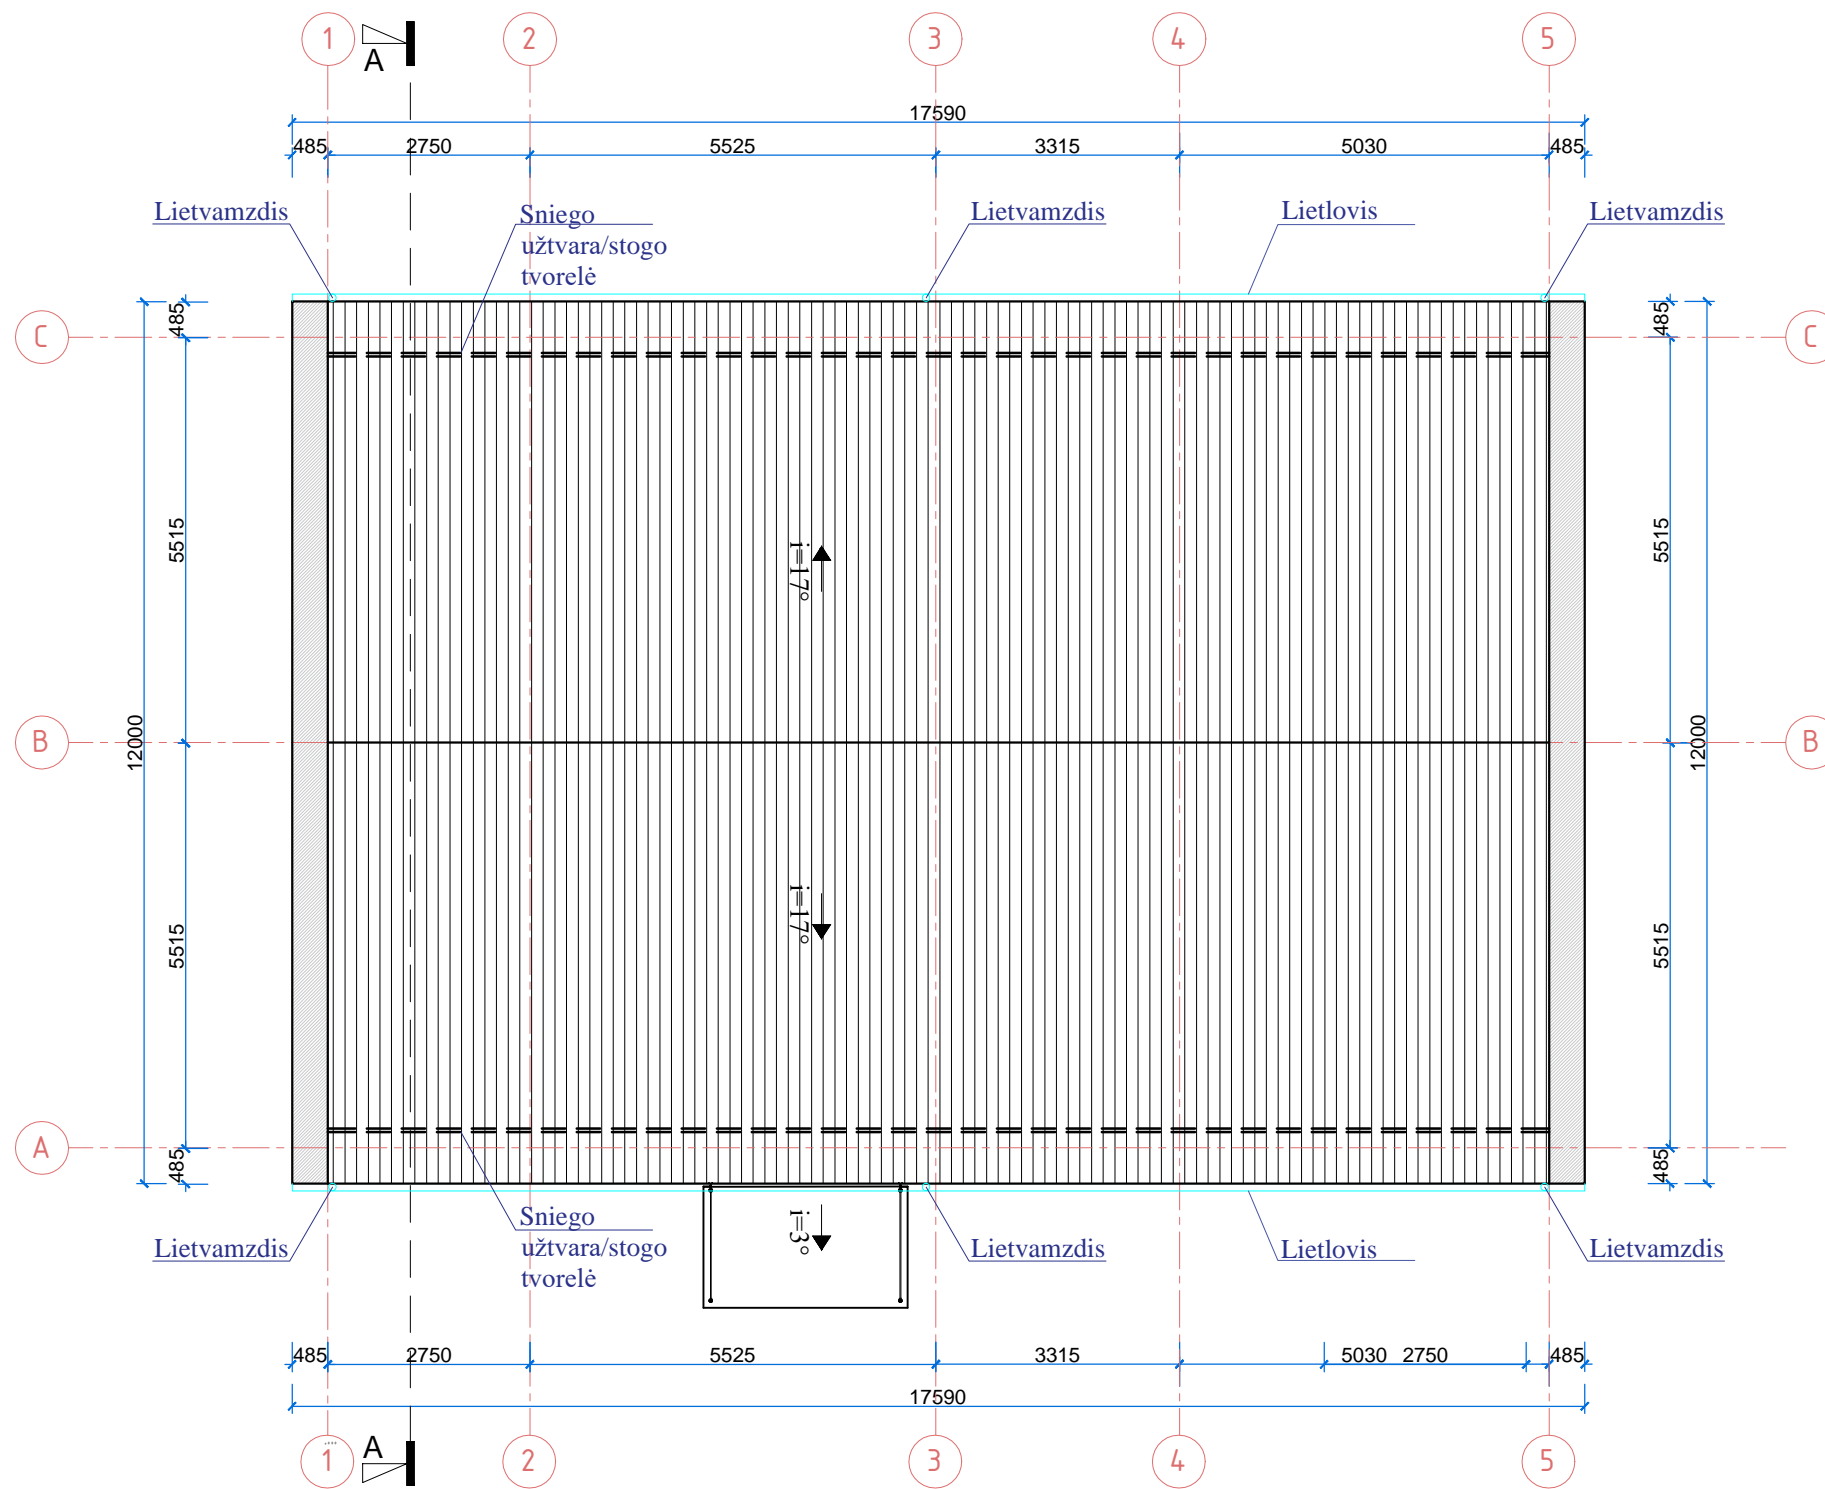 1
A
2
3
4
5
17590
485
2750
5525
3315
5030
485
Lietvamzdis
Sniego
užtvara/stogo
tvorelė
Lietvamzdis
Lietlovis
Lietvamzdis
485
485
C
C
5515
5515
i=17°
B
12000
12000
B
i=17°
5515
5515
A
485
485
Lietvamzdis
Sniego
užtvara/stogo
tvorelė
i=3°
Lietvamzdis
Lietlovis
Lietvamzdis
485
2750
5525
3315
5030
2750
485
17590
1
A
2
3
4
5